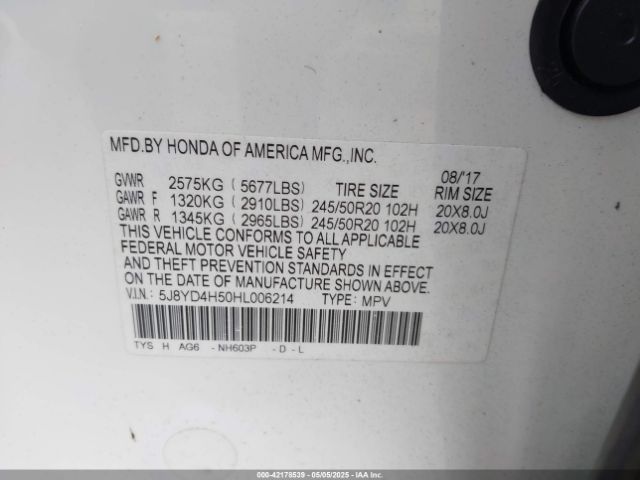 MFD.BY HONDA OF AMERICA MFG.,INC.
08/'17
GVWR 2575KG ( 5677LBS) TIRE SIZE RIM SIZE
GAWR F 1320KG ( 2910LBS) 245/50R20 102H 20X8.0J
GAWR R 1345KG ( 2965LBS) 245/50R20 102H 20X8.0J
THIS VEHICLE CONFORMS TO ALL APPLICABLE
FEDERAL MOTOR VEHICLE SAFETY
AND THEFT PREVENTION STANDARDS IN EFFECT
ON THE DATE OF MANUFACTURE SHOWN ABOVE.
V.I.N.: 5J8YD4H50HL006214 TYPE: MPV
TYS H AG6 -NH603P -D-L
000-42178539 - 05/05/2025 - IAA